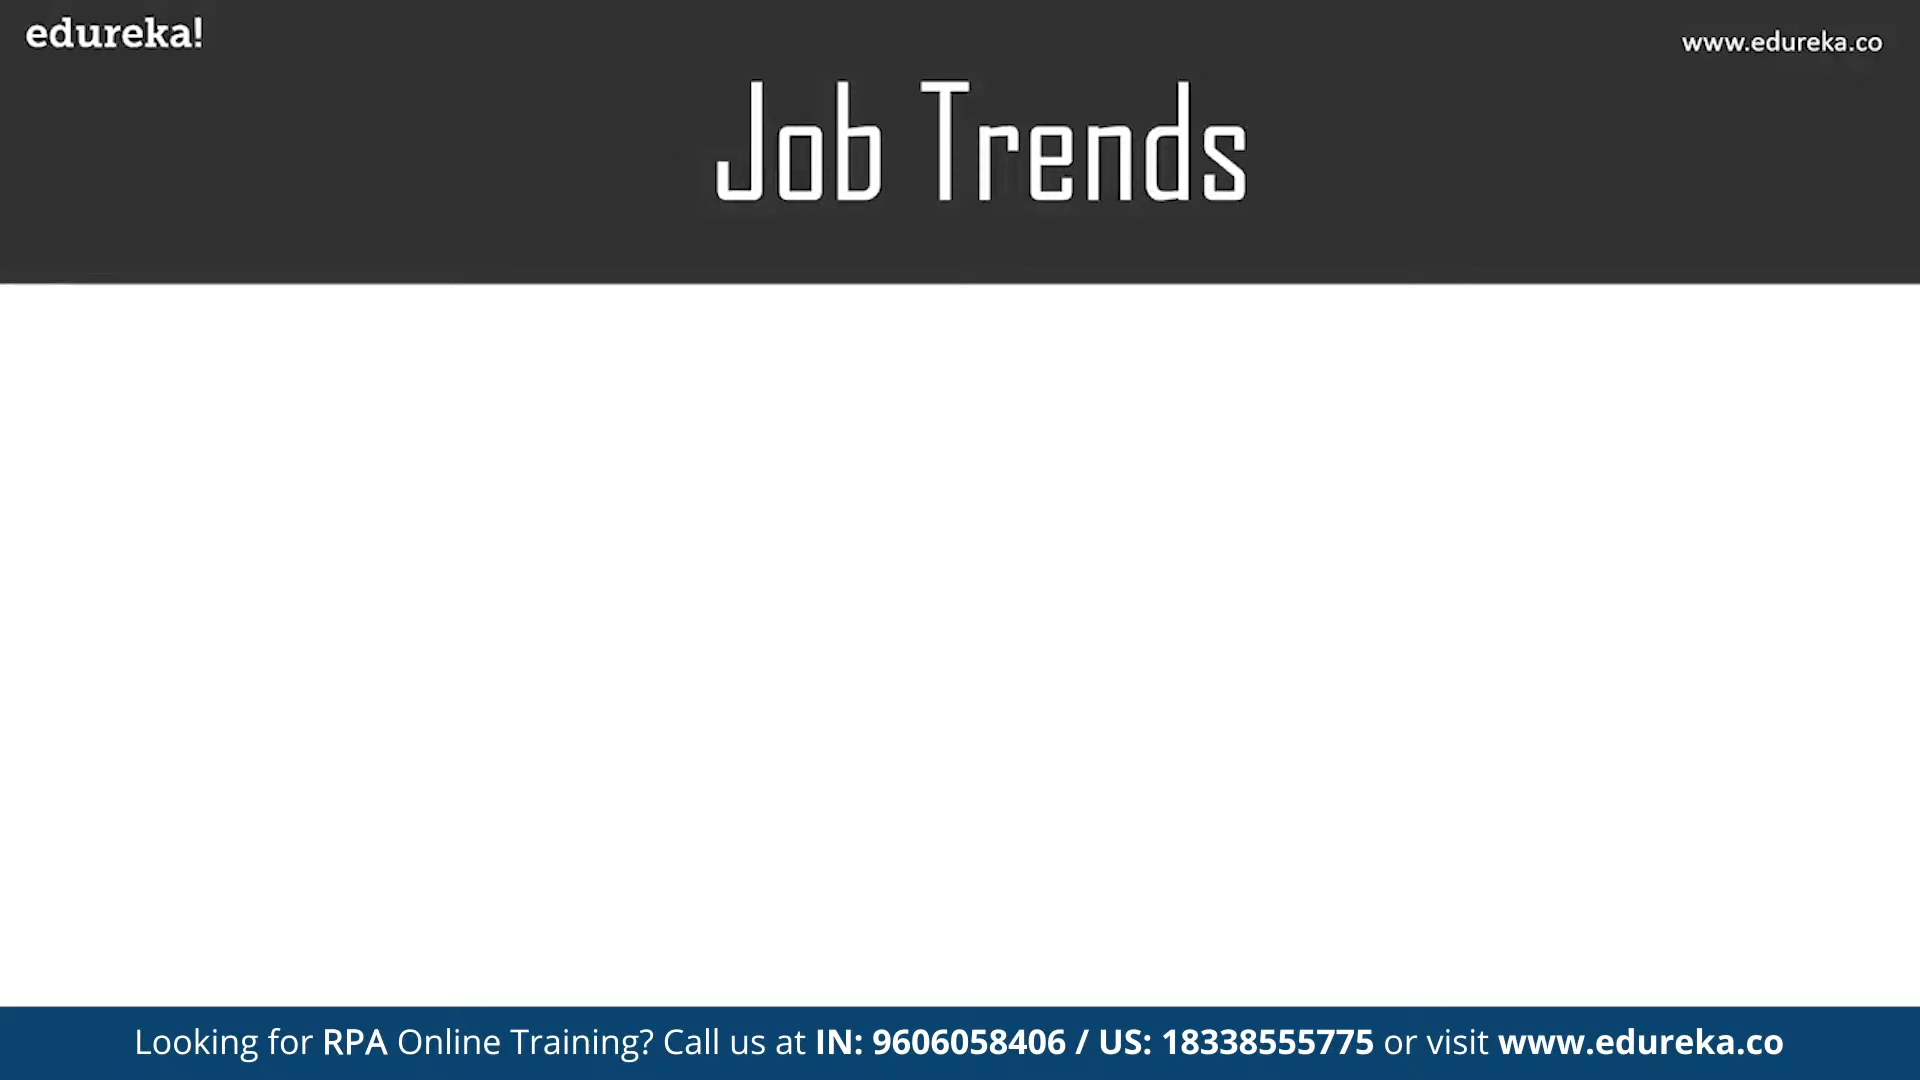 edureka!
www.edureka.co
Job Trends
Looking for RPA Online Training? Call us at IN: 9606058406 / US: 18338555775 or visit www.edureka.co